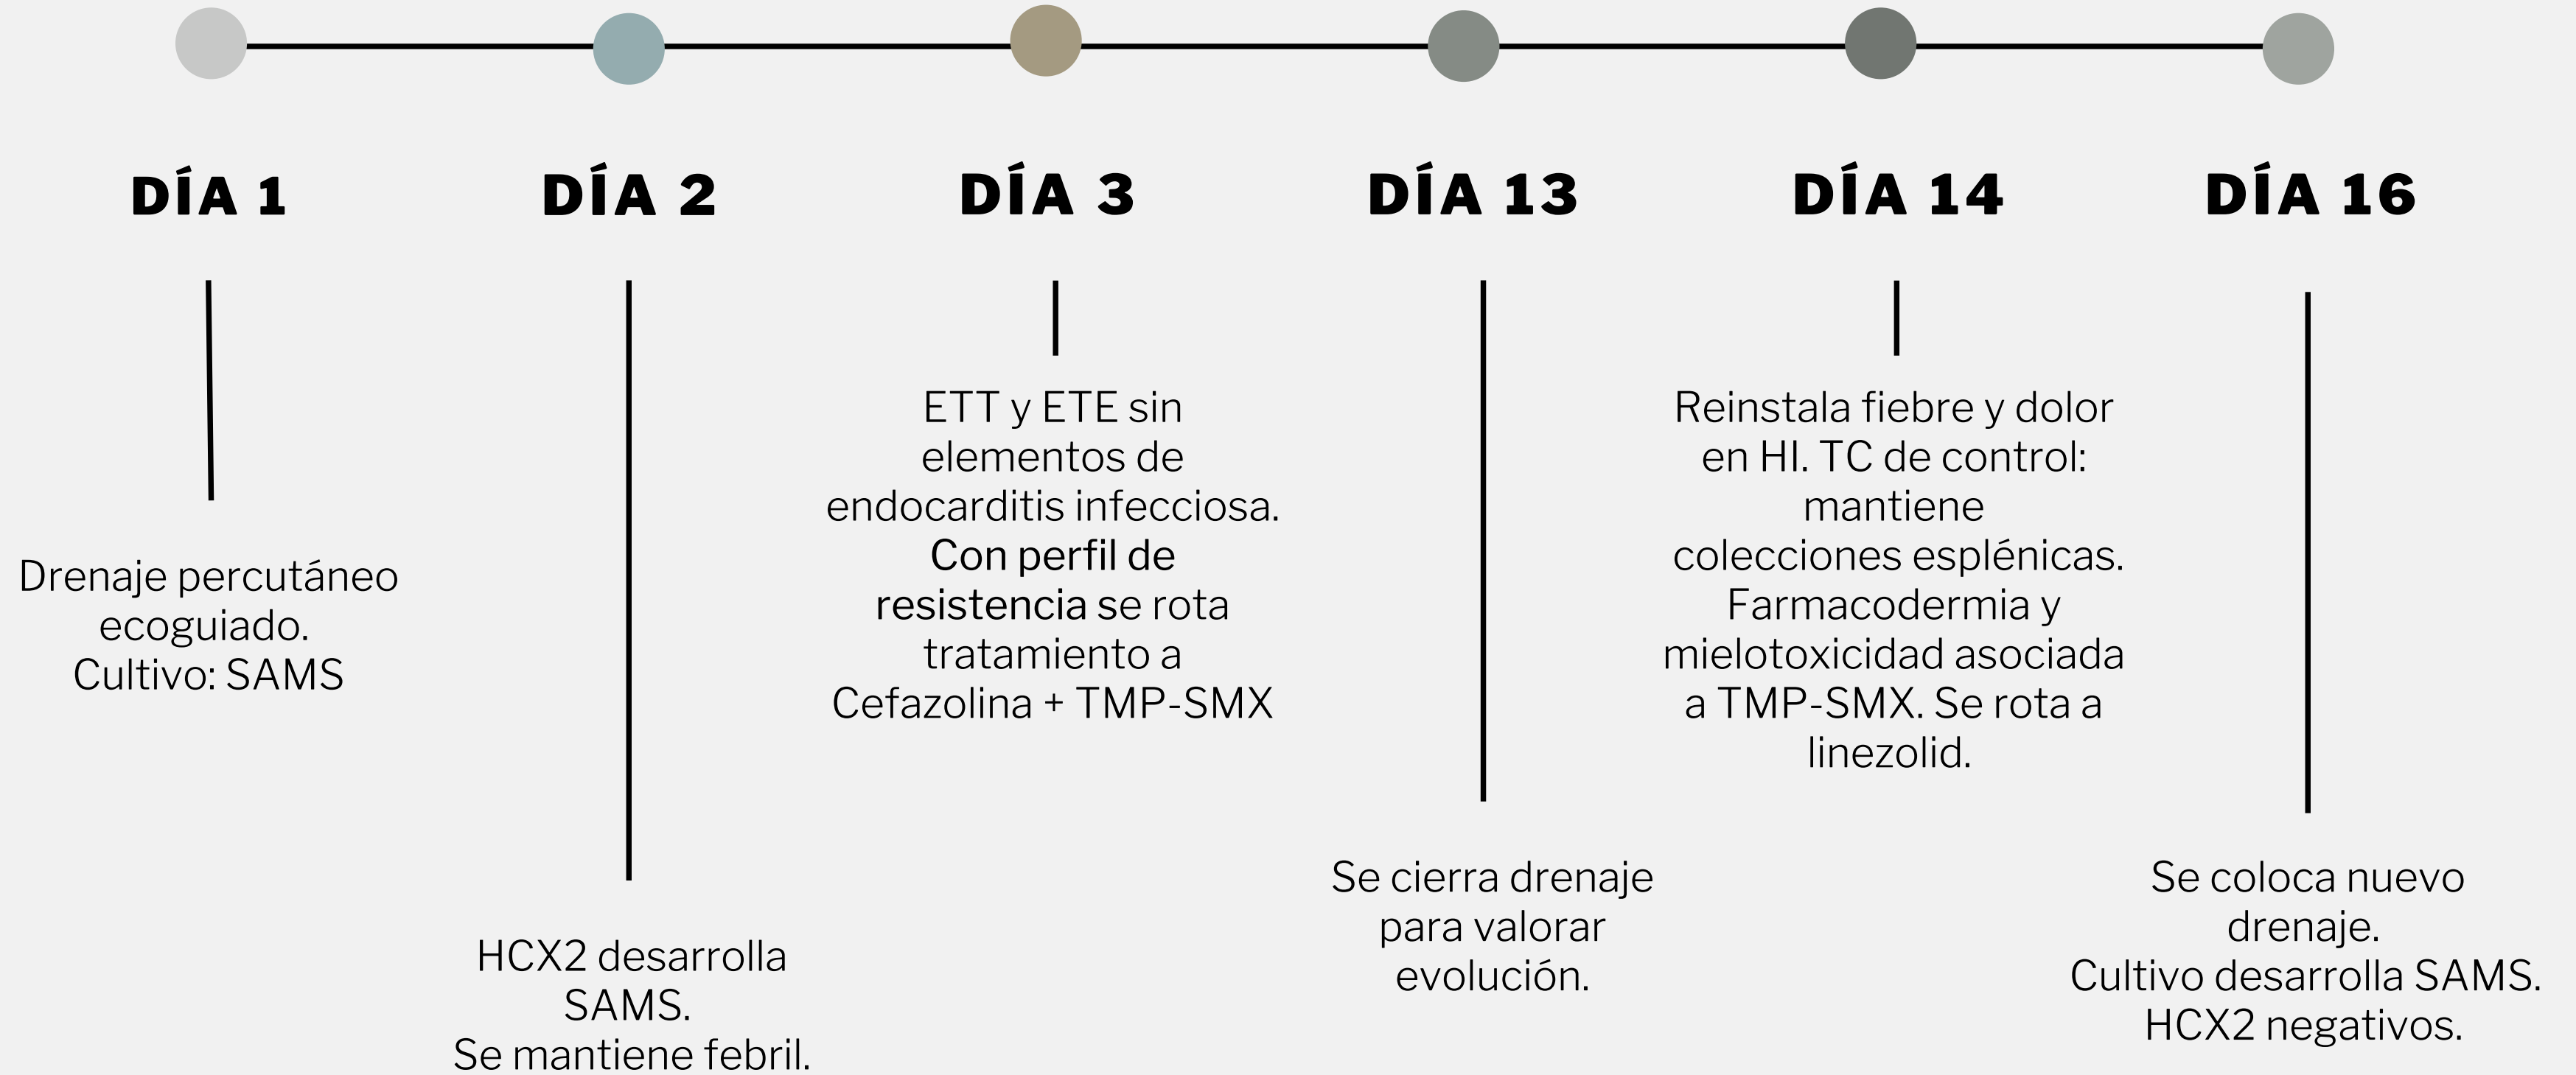 DÍA 1
Drenaje percutáneo
ecoguiado.
Cultivo: SAMS
DÍA 2
HCX2 desarrolla
SAMS.
Se mantiene febril.
DÍA 3
ETT y ETE sin
elementos de
endocarditis infecciosa.
Con perfil de
resistencia se rota
tratamiento a
Cefazolina + TMP-SMX
DÍA 13
Se cierra drenaje
para valorar
evolución.
DÍA 14
Reinstala fiebre y dolor
en HI. TC de control:
mantiene
colecciones esplénicas.
Farmacodermia y
mielotoxicidad asociada
a TMP-SMX. Se rota a
linezolid.
DÍA 16
Se coloca nuevo
drenaje.
Cultivo desarrolla SAMS.
HCX2 negativos.